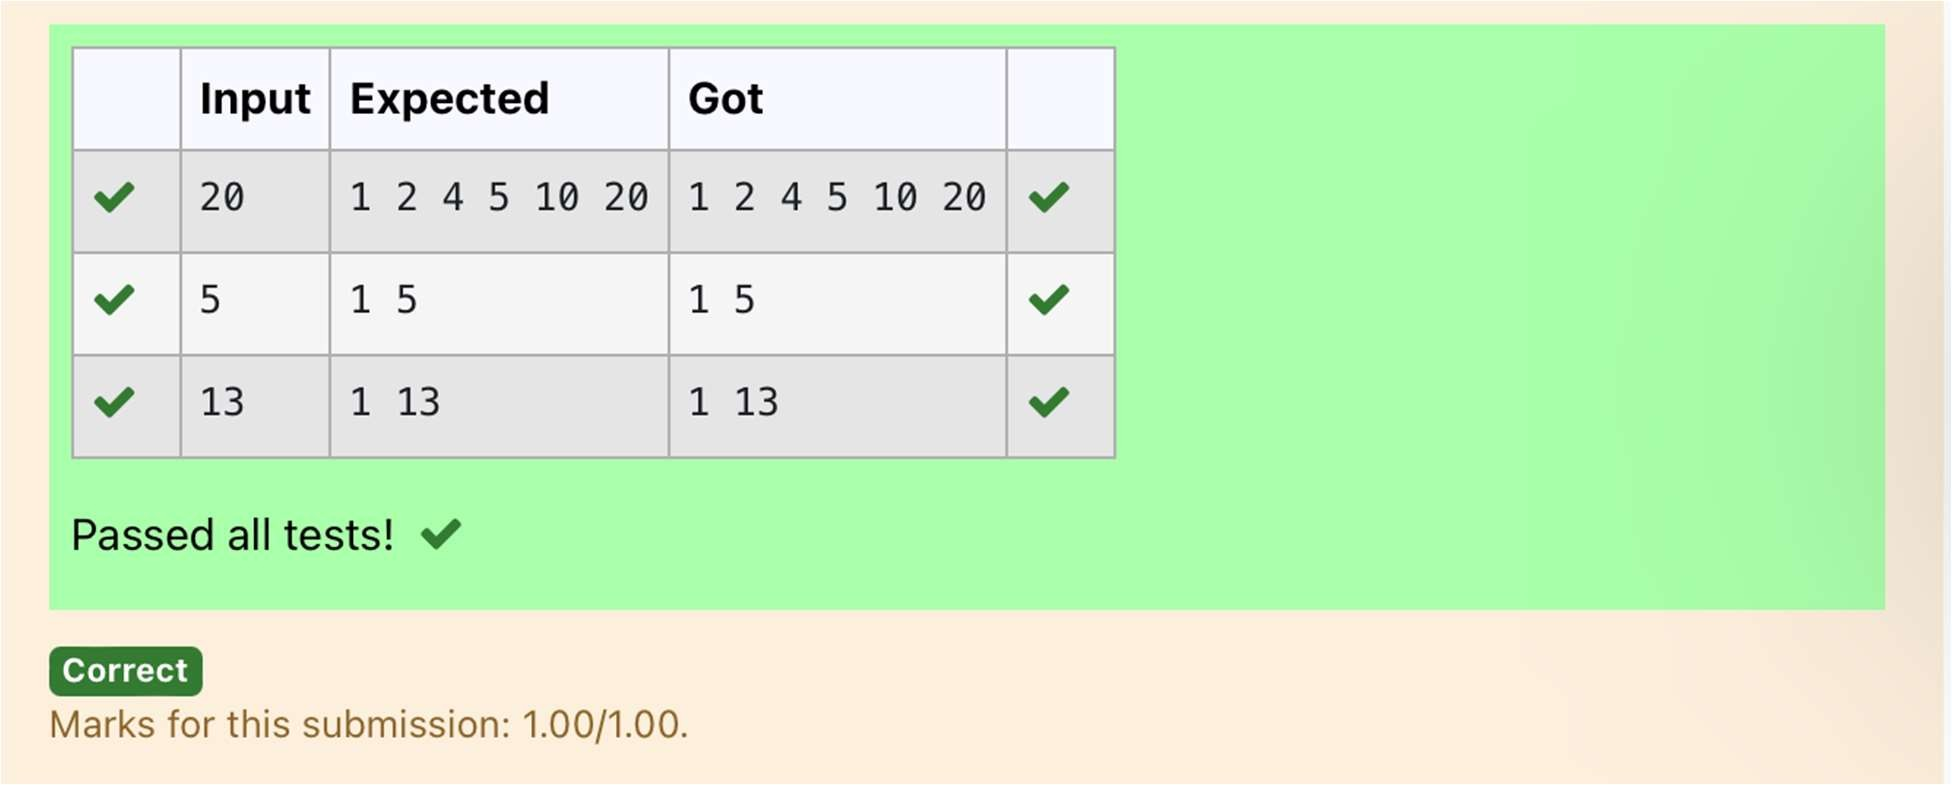 Input Expected Got
20 1 2 4 5 10 20 1 2 4 5 10 20
5 1 5 1 5
13 1 13 1 13
Passed all tests!
Correct
Marks for this submission: 1.00/1.00.